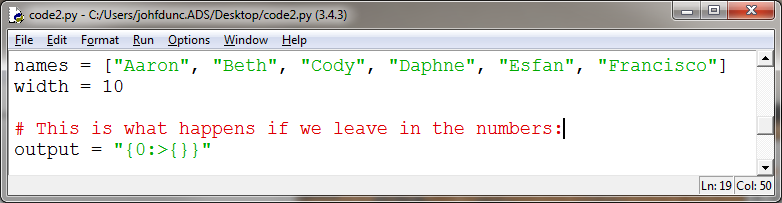 code2.py - C:/Users/johfdunc.ADS/Desktop/code2.py (3.4.3)
File Edit Format Run Options Window Help
names = ["Aaron", "Beth", "Cody", "Daphne", "Esfan", "Francisco"]
width = 10
# This is what happens if we leave in the numbers:
output = "{0:>{}}"
Ln: 19 Col: 50